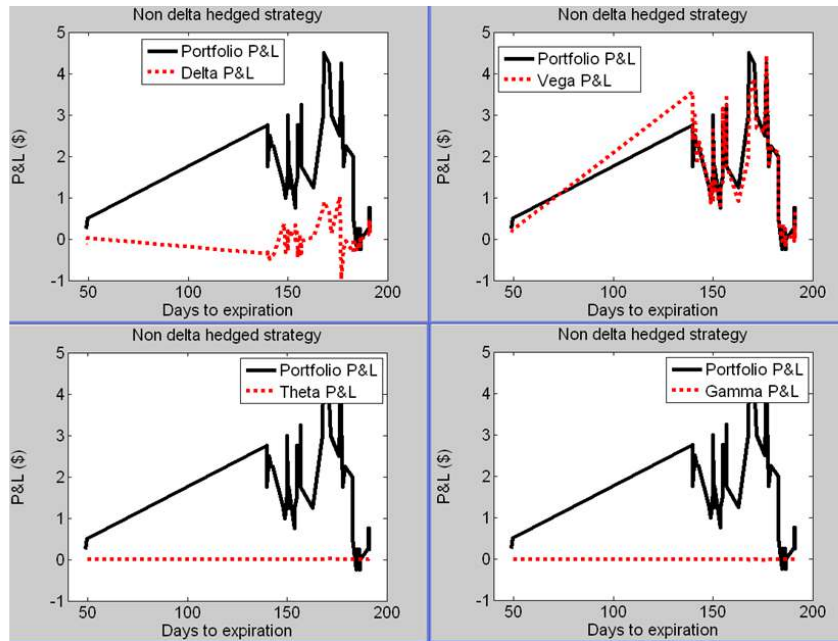 Non delta hedged strategy
5
4
3
2
1
0
-1
P&L ($)
Portfolio P&L
Delta P&L
50
100
150
200
Days to expiration
Non delta hedged strategy
5
4
3
2
1
0
-1
P&L ($)
Portfolio P&L
Vega P&L
50
100
150
200
Days to expiration
Non delta hedged strategy
5
4
3
2
1
0
-1
P&L ($)
Portfolio P&L
Theta P&L
50
100
150
200
Days to expiration
Non delta hedged strategy
5
4
3
2
1
0
-1
P&L ($)
Portfolio P&L
Gamma P&L
50
100
150
200
Days to expiration